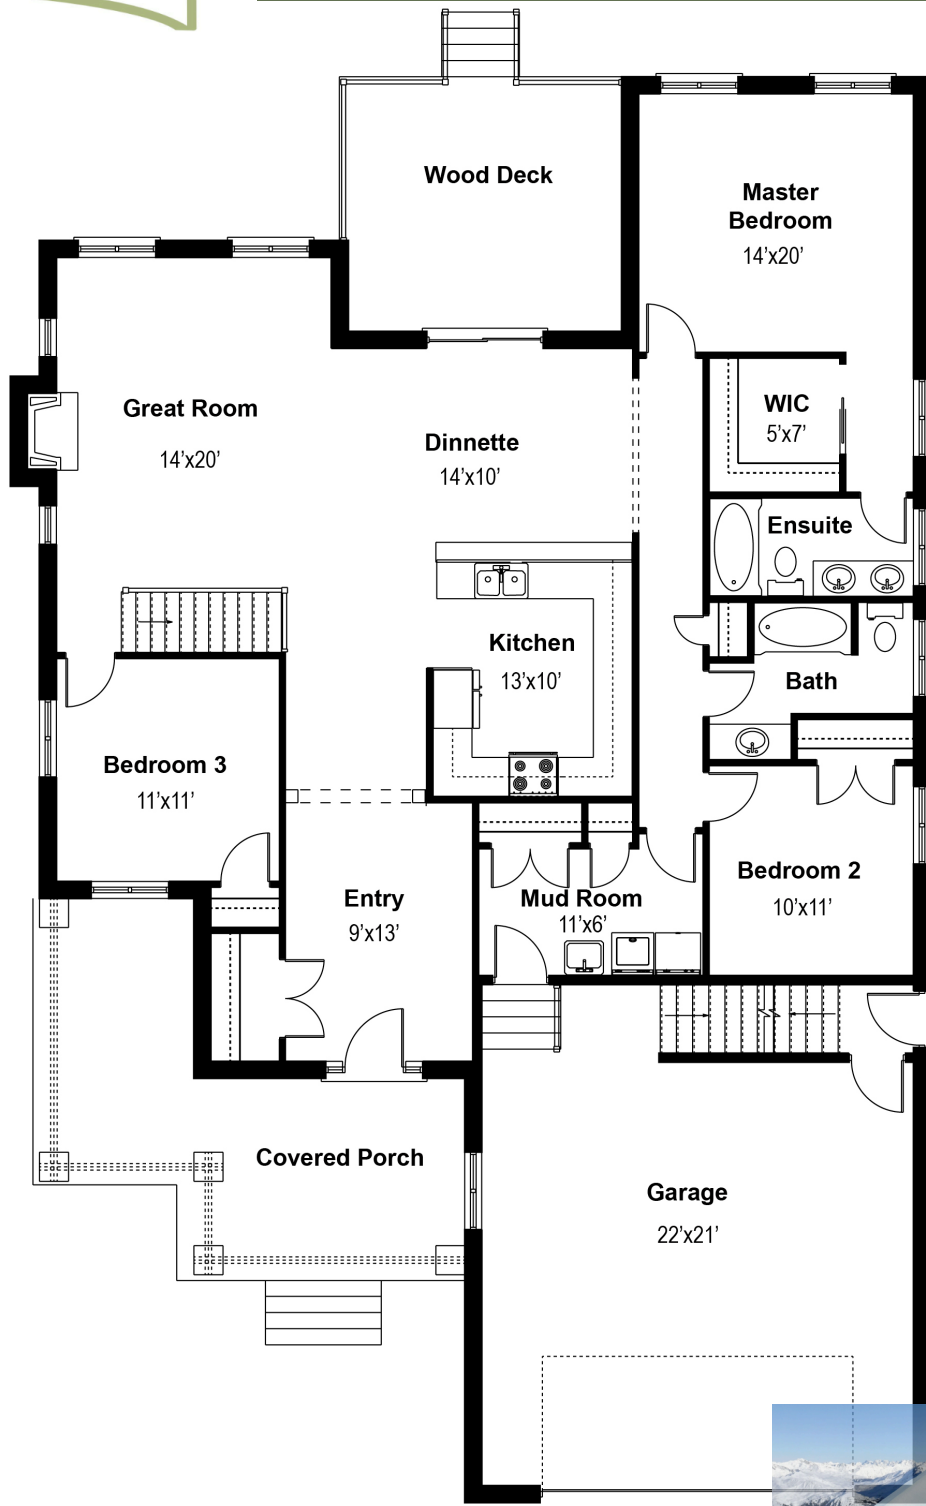 Wood Deck
Master
Bedroom
14'x20'
Great Room
14'x20'
Dinnette
14'x10'
WIC
5'x7'
Ensuite
Kitchen
13'x10'
Bath
Bedroom 3
11'x11'
Entry
9'x13'
Mud Room
11'x6'
Bedroom 2
10'x11'
Covered Porch
Garage
22'x21'